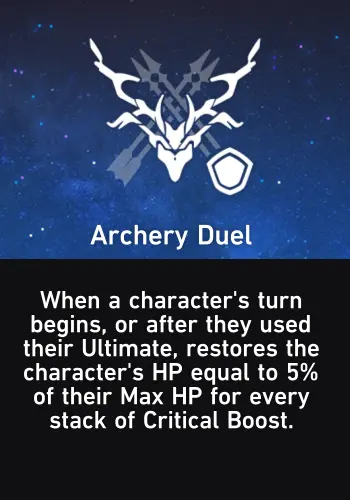 Archery Duel
When a character's turn
begins, or after they used
their Ultimate, restores the
character's HP equal to 5%
of their Max HP for every
stack of Critical Boost.